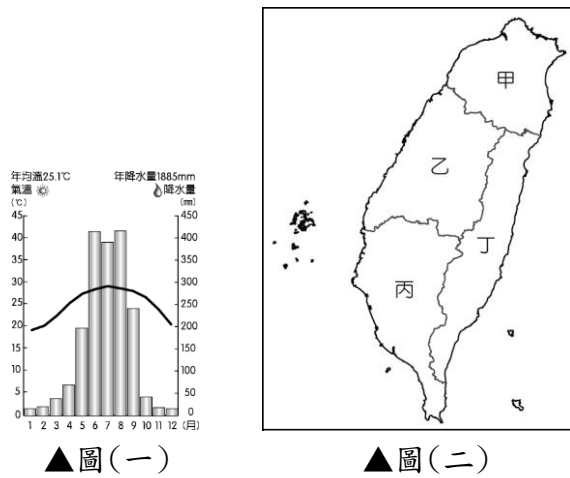 年均溫25.1℃ 年降水量1885mm
氣溫 降水量
(℃) (㎜)
45 450
40 400
35 350
30 300
25 250
20 200
15 150
10 100
5 50
0 0
1 2 3 4 5 6 7 8 9 10 11 12 (月)
▲圖(一)
甲
乙
丙
丁
▲圖(二)